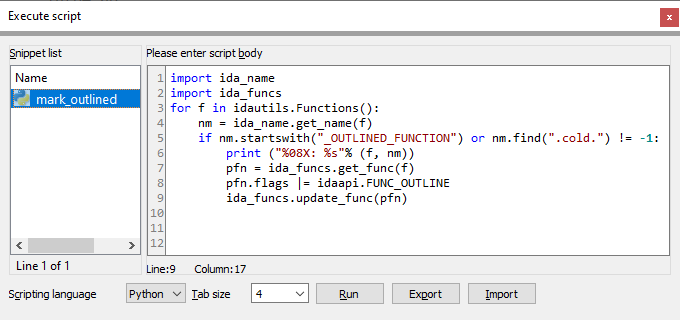 Execute script
x
Snippet list
Please enter script body
Name
mark_outlined
1 import ida_name
2 import ida_funcs
3 for f in idautils.Functions():
4     nm = ida_name.get_name(f)
5     if nm.startswith("_OUTLINED_FUNCTION") or nm.find(".cold.") != -1:
6         print ("%08X: %s"% (f, nm))
7         pfn = ida_funcs.get_func(f)
8         pfn.flags |= idaapi.FUNC_OUTLINE
9         ida_funcs.update_func(pfn)
10
11
12
Line 1 of 1
Line:9 Column:17
Scripting language Python Tab size 4 Run Export Import